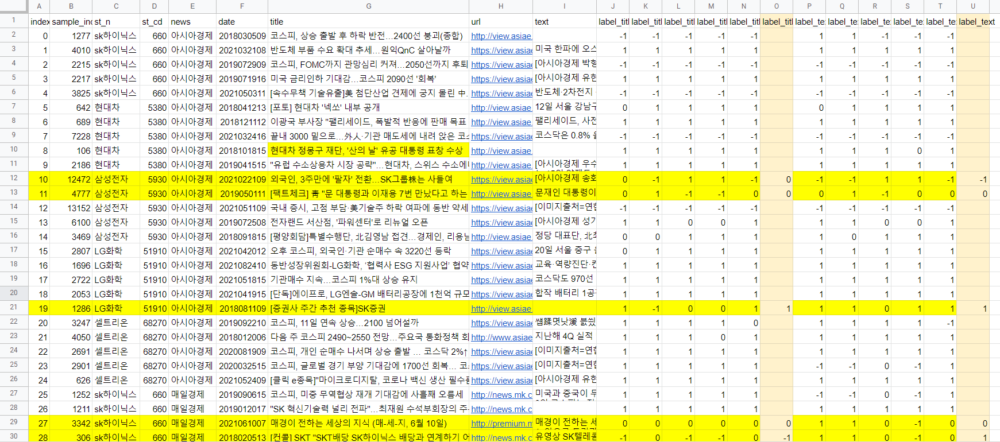 A B C D E F G H I J K L M N O P Q R S T U
1 index sample_inc st_n st_cd news date title url text label_titl label_titl label_titl label_titl label_titl label_titl label_te label_te label_te label_te label_te label_text
2 0 1277 sk하이닉스 660 아시아경제 2018030509 코스피, 상승 출발 후 하락 반전…2400선 붕괴(종합) http://view.asiae. -1 -1 -1 -1 -1 1 1 -1 -1 -1
3 1 4010 sk하이닉스 660 아시아경제 2021032108 반도체 부품 수요 확대 추세…원익QnC 살아날까 https://view.asiae 미국 한파에 오스 1 1 1 1 1 1 1 1 1 1
4 2 2215 sk하이닉스 660 아시아경제 2019072909 코스피, FOMC까지 관망심리 커져…2050선까지 후퇴 https://view.asiae [아시아경제 박형 -1 -1 -1 -1 -1 -1 -1 -1 -1 -1
5 3 2217 sk하이닉스 660 아시아경제 2019071916 미국 금리인하 기대감…코스피 2090선 '회복' https://view.asiae [아시아경제 유현 1 1 1 1 1 1 1 1 1 1
6 4 3825 sk하이닉스 660 아시아경제 2021050311 [속수무책 기술유출]美 첨단산업 견제에 궁지 몰린 中. https://view.asiae 반도체·2차전지 -1 -1 -1 -1 -1 -1 -1 -1 -1 -1
7 5 642 현대차 5380 아시아경제 2018041213 [포토] 현대차 '넥쏘' 내부 공개 http://view.asiae. 12일 서울 강남구 0 1 1 1 1 0 1 1 1 1
8 6 689 현대차 5380 아시아경제 2018121112 이광국 부사장 "팰리세이드, 폭발적 반응에 판매 목표 https://view.asiae 팰리세이드, 사전 1 1 1 1 1 1 1 1 1 1
9 7 7228 현대차 5380 아시아경제 2021032416 끝내 3000 밑으로…外人·기관 매도세에 내려 앉은 코스 https://view.asiae 코스닥은 0.8% 올 -1 -1 -1 -1 -1 -1 -1 -1 -1 -1
10 8 106 현대차 5380 아시아경제 2018101815 현대차 정몽구 재단, '산의 날' 유공 대통령 표창 수상 http://view.asiae. 1 1 1 1 1 1 1 1 0 1
11 9 2186 현대차 5380 아시아경제 2019041515 "유럽 수소상용차 시장 공략"…현대차, 스위스 수소에너 https://view.asiae [아시아경제 우수 1 1 1 1 1 1 1 1 1 1
12 10 12472 삼성전자 5930 아시아경제 2021022109 외국인, 3주만에 '팔자' 전환…SK그룹株는 사들여 https://view.asiae [아시아경제 송화 0 -1 1 1 -1 0 -1 -1 1 1 -1 -1
13 11 4777 삼성전자 5930 아시아경제 2019050111 [팩트체크] 靑 "문 대통령과 이재용 7번 만났다고 하는 https://view.asiae 문재인 대통령이 0 1 -1 -1 0 0 0 1 -1 0 0 0
14 12 13152 삼성전자 5930 아시아경제 2021051109 국내 증시, 고점 부담·美기술주 하락 여파에 동반 약세 https://view.asiae [이미지출처=연합 -1 -1 -1 -1 -1 -1 -1 -1 -1 -1
15 13 6100 삼성전자 5930 아시아경제 2019072508 전자랜드 서산점, '파워센터'로 리뉴얼 오픈 https://view.asiae [아시아경제 성기 1 1 0 0 1 1 1 0 0 1
16 14 3469 삼성전자 5930 아시아경제 2018091815 [평양회담]특별수행단, 北김영남 접견…경제인, 리용남 https://view.asiae 정당 대표단, 北최 0 0 1 1 1 1 0 1 1 1
17 15 2807 LG화학 51910 아시아경제 2021042012 오후 코스피, 외국인·기관 순매수 속 3220선 등락 https://view.asiae 20일 서울 중구 을 0 1 1 1 1 1 1 1 1 1
18 16 1696 LG화학 51910 아시아경제 2021082410 동반성장위원회-LG화학, ‘협력사 ESG 지원사업’ 협약 https://view.asiae 교육·역량진단·컨 1 1 1 1 1 1 1 1 1 1
19 17 2722 LG화학 51910 아시아경제 2021051815 기관매수 지속…코스피 1%대 상승 유지 https://view.asiae 코스닥도 970선 1 1 1 1 1 1 1 1 1 1
20 18 2053 LG화학 51910 아시아경제 2021041915 [단독]에이프로, LG엔솔-GM 배터리공장에 1천억 규모 https://view.asiae 합작 배터리 1공장 1 1 1 1 1 1 1 1 1 1
21 19 1286 LG화학 51910 아시아경제 2018081109 [증권사 주간 추천 종목]SK증권 http://view.asiae. 1 -1 0 0 1 1 1 1 0 1 1 1
22 20 3247 셀트리온 68270 아시아경제 2019092210 코스피, 11일 연속 상승…2100 넘어설까 https://view.asiae 1 1 1 1 0 1 1 1 1 -1
23 21 4050 셀트리온 68270 아시아경제 2018012006 다음 주 코스피 2490~2550 전망…주요국 통화정책 회 http://www.asiae 지난해 4Q 실적 1 1 1 0 1 1 1 1 1 1
24 22 2691 셀트리온 68270 아시아경제 2020081909 코스피, 개인 순매수 나서며 상승 출발 … 코스닥 2%↑ https://view.asiae [이미지출처=연합 1 1 1 1 1 1 1 1 1 1
25 23 2901 셀트리온 68270 아시아경제 2020032515 코스피, 글로벌 경기 부양 기대감에 1700선 회복… 코스 https://view.asiae [이미지출처=연합 1 1 1 1 1 -1 -1 0 -1 1
26 24 626 셀트리온 68270 아시아경제 2021052409 [클릭 e종목]"마이크로디지탈, 코로나 백신 생산 필수품 https://view.asiae [아시아경제 유현 1 1 1 1 1 1 1 1 1 1
27 25 1252 sk하이닉스 660 매일경제 2019090615 코스피, 미중 무역협상 재개 기대감에 사흘째 오름세 http://news.mk.c 미국과 중국이 무 1 1 1 1 1 -1 -1 0 -1 1
28 26 1211 sk하이닉스 660 매일경제 2019012017 "SK 혁신기술력 널리 전파"…최재원 수석부회장의 주 http://news.mk.c 1 1 1 1 1 1 1 1 1 1
29 27 3342 sk하이닉스 660 매일경제 2021061007 매경이 전하는 세상의 지식 (매-세-지, 6월 10일) http://premium.m 매경이 전하는 세 0 0 0 0 0 0 1 1 0 -1 0 0
30 28 306 sk하이닉스 660 매일경제 2018020513 [컨콜] SKT "SKT배당 SK하이닉스 배당과 연계하기 어 http://news.mk.c 유영상 SK텔레콤 -1 0 -1 -1 0 -1 1 1 0 -1 0 1